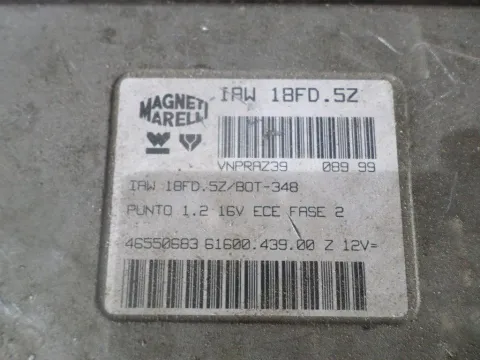 IAW 18FD.5Z
MAGNETI
MARELLI
VNPRAZ39 089 99
IAW 18FD.5Z/BOT-348
PUNTO 1.2 16V ECE FASE 2
46550683 61600.439.00 Z 12V=